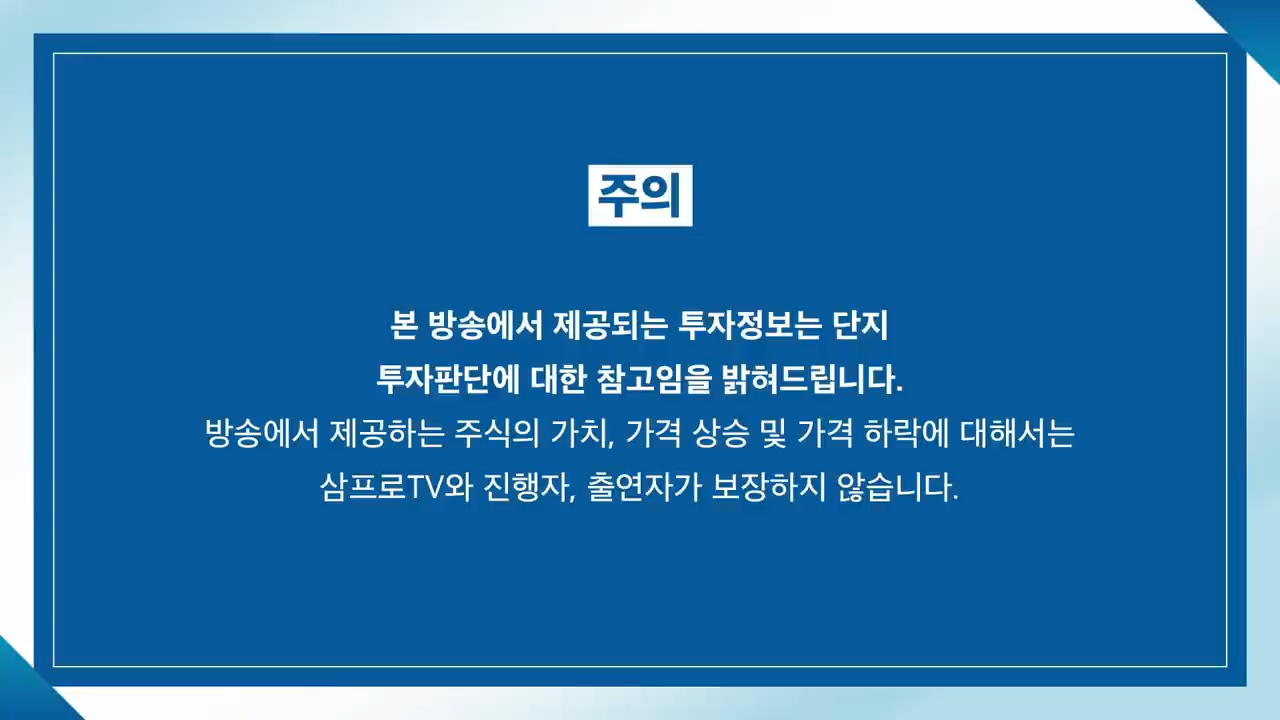 주의
본 방송에서 제공되는 투자정보는 단지
투자판단에 대한 참고임을 밝혀드립니다.
방송에서 제공하는 주식의 가치, 가격 상승 및 가격 하락에 대해서는
삼프로TV와 진행자, 출연자가 보장하지 않습니다.